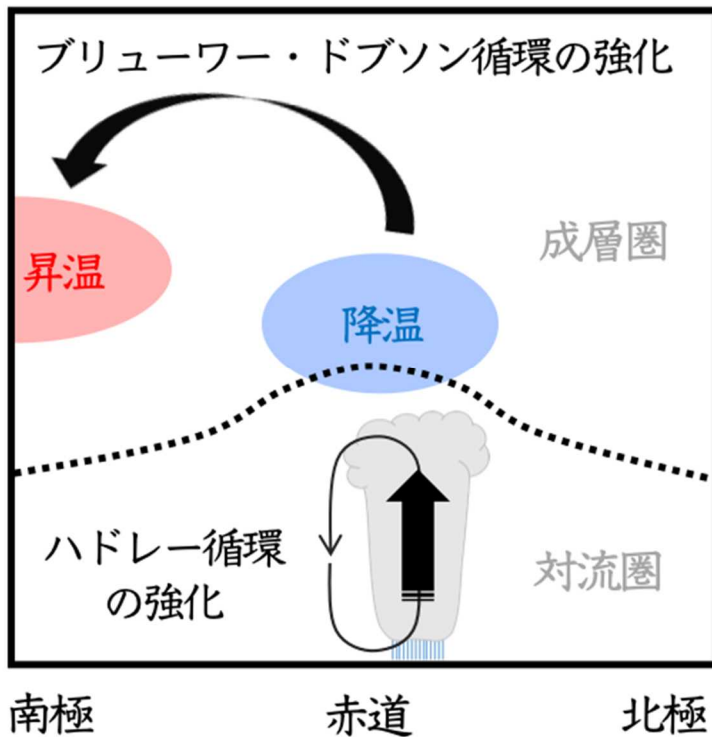 ブリューワー・ドブソン循環の強化
成層圏
昇温
降温
ハドレー循環
の強化
対流圏
南極
赤道
北極